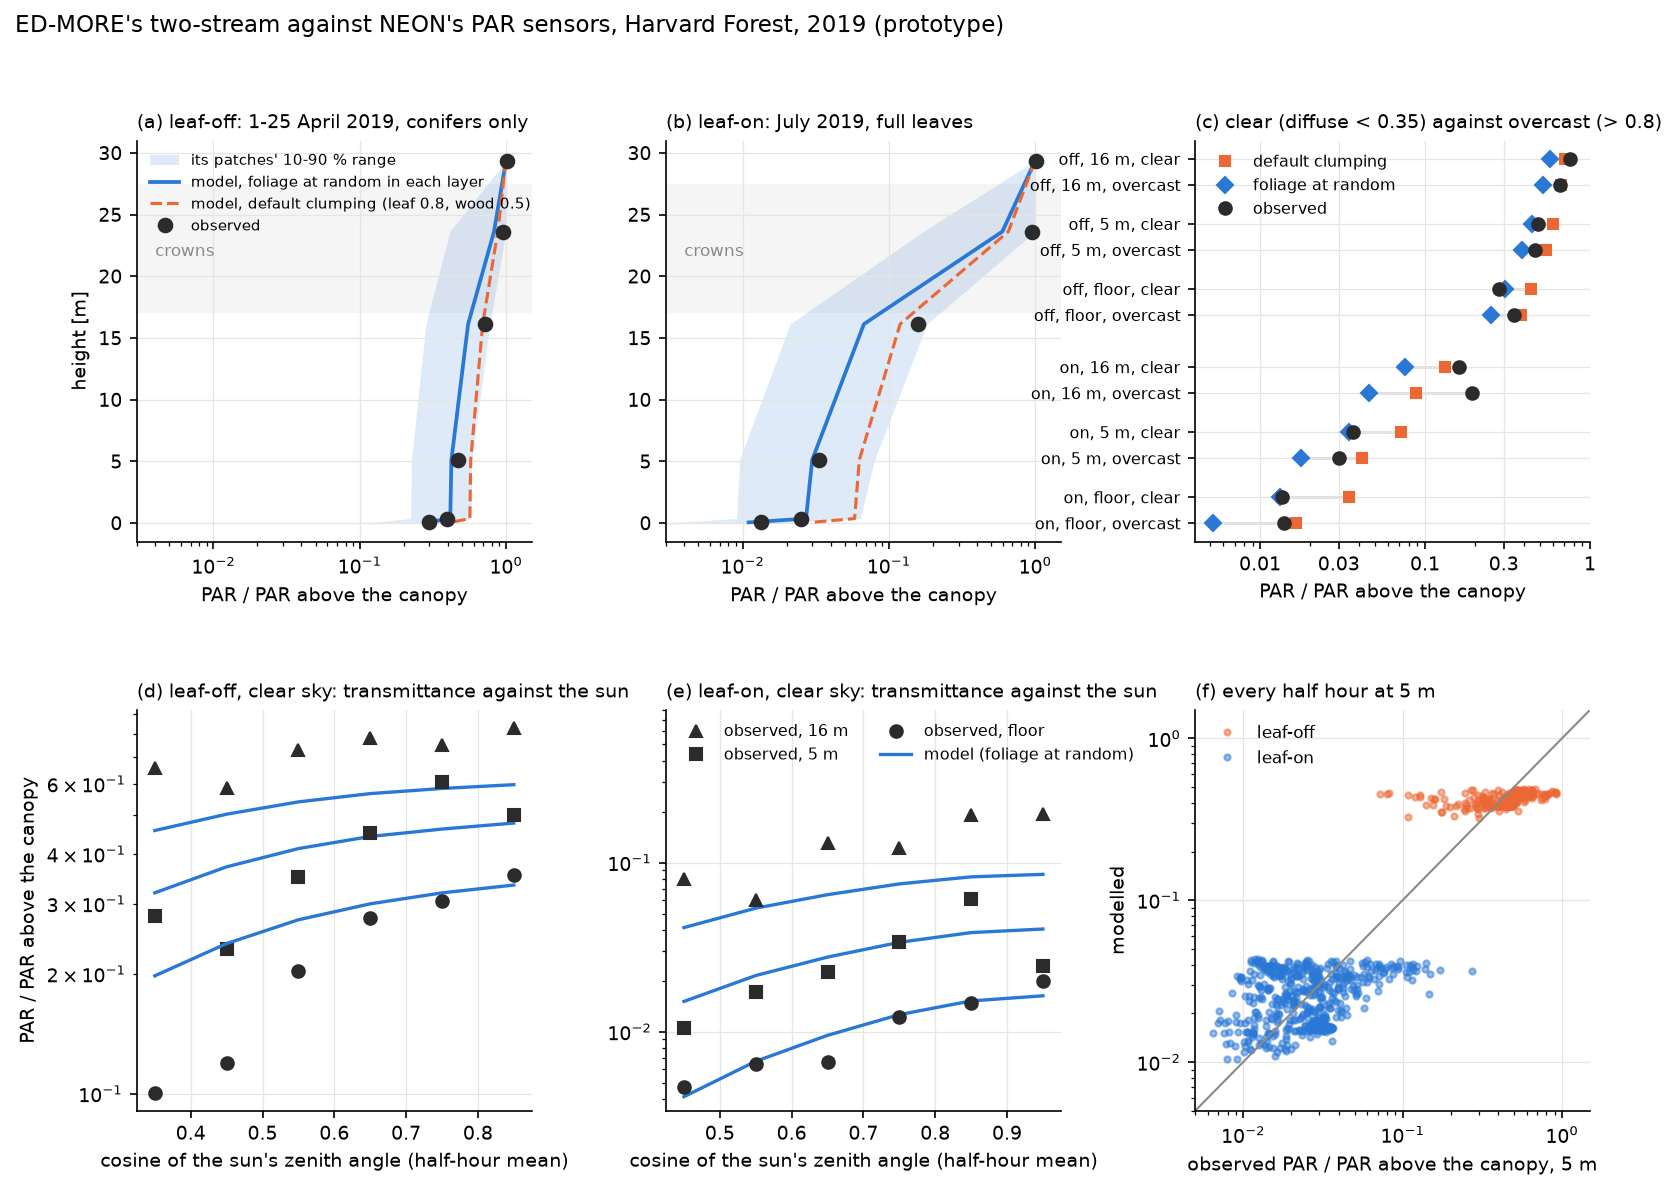 ED-MORE's two-stream against NEON's PAR sensors, Harvard Forest, 2019 (prototype)
(a) leaf-off: 1-25 April 2019, conifers only
its patches' 10-90 % range
model, foliage at random in each layer
model, default clumping (leaf 0.8, wood 0.5)
observed
crowns
height [m]
30
25
20
15
10
5
0
10⁻²
10⁻¹
10⁰
PAR / PAR above the canopy
(b) leaf-on: July 2019, full leaves
crowns
30
25
20
15
10
5
0
10⁻²
10⁻¹
10⁰
PAR / PAR above the canopy
(c) clear (diffuse < 0.35) against overcast (> 0.8)
default clumping
foliage at random
observed
off, 16 m, clear
off, 16 m, overcast
off, 5 m, clear
off, 5 m, overcast
off, floor, clear
off, floor, overcast
on, 16 m, clear
on, 16 m, overcast
on, 5 m, clear
on, 5 m, overcast
on, floor, clear
on, floor, overcast
0.01
0.03
0.1
0.3
1
PAR / PAR above the canopy
(d) leaf-off, clear sky: transmittance against the sun
PAR / PAR above the canopy
6 × 10⁻¹
4 × 10⁻¹
3 × 10⁻¹
2 × 10⁻¹
10⁻¹
0.4
0.5
0.6
0.7
0.8
cosine of the sun's zenith angle (half-hour mean)
(e) leaf-on, clear sky: transmittance against the sun
observed, 16 m
observed, 5 m
observed, floor
model (foliage at random)
10⁻¹
10⁻²
0.5
0.6
0.7
0.8
0.9
cosine of the sun's zenith angle (half-hour mean)
(f) every half hour at 5 m
leaf-off
leaf-on
modelled
10⁰
10⁻¹
10⁻²
10⁻²
10⁻¹
10⁰
observed PAR / PAR above the canopy, 5 m